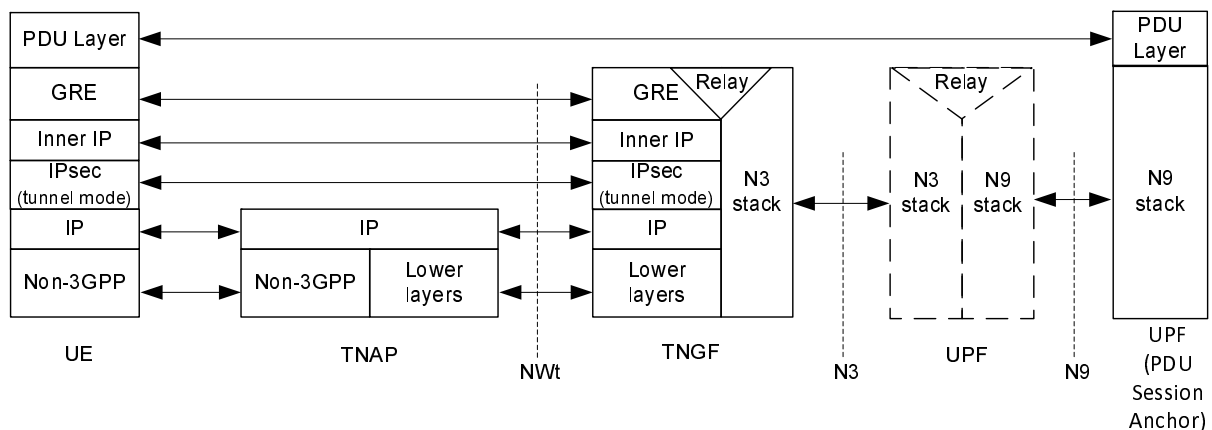 PDU Layer
PDU
Layer
GRE
GRE
Relay
Relay
Inner IP
Inner IP
IPsec
(tunnel mode)
IPsec
(tunnel mode)
N3
stack
N3
stack
N9
stack
N9
stack
IP
IP
IP
Non-3GPP
Non-3GPP
Lower
layers
Lower
layers
UE
TNAP
NWt
TNGF
N3
UPF
N9
UPF
(PDU
Session
Anchor)